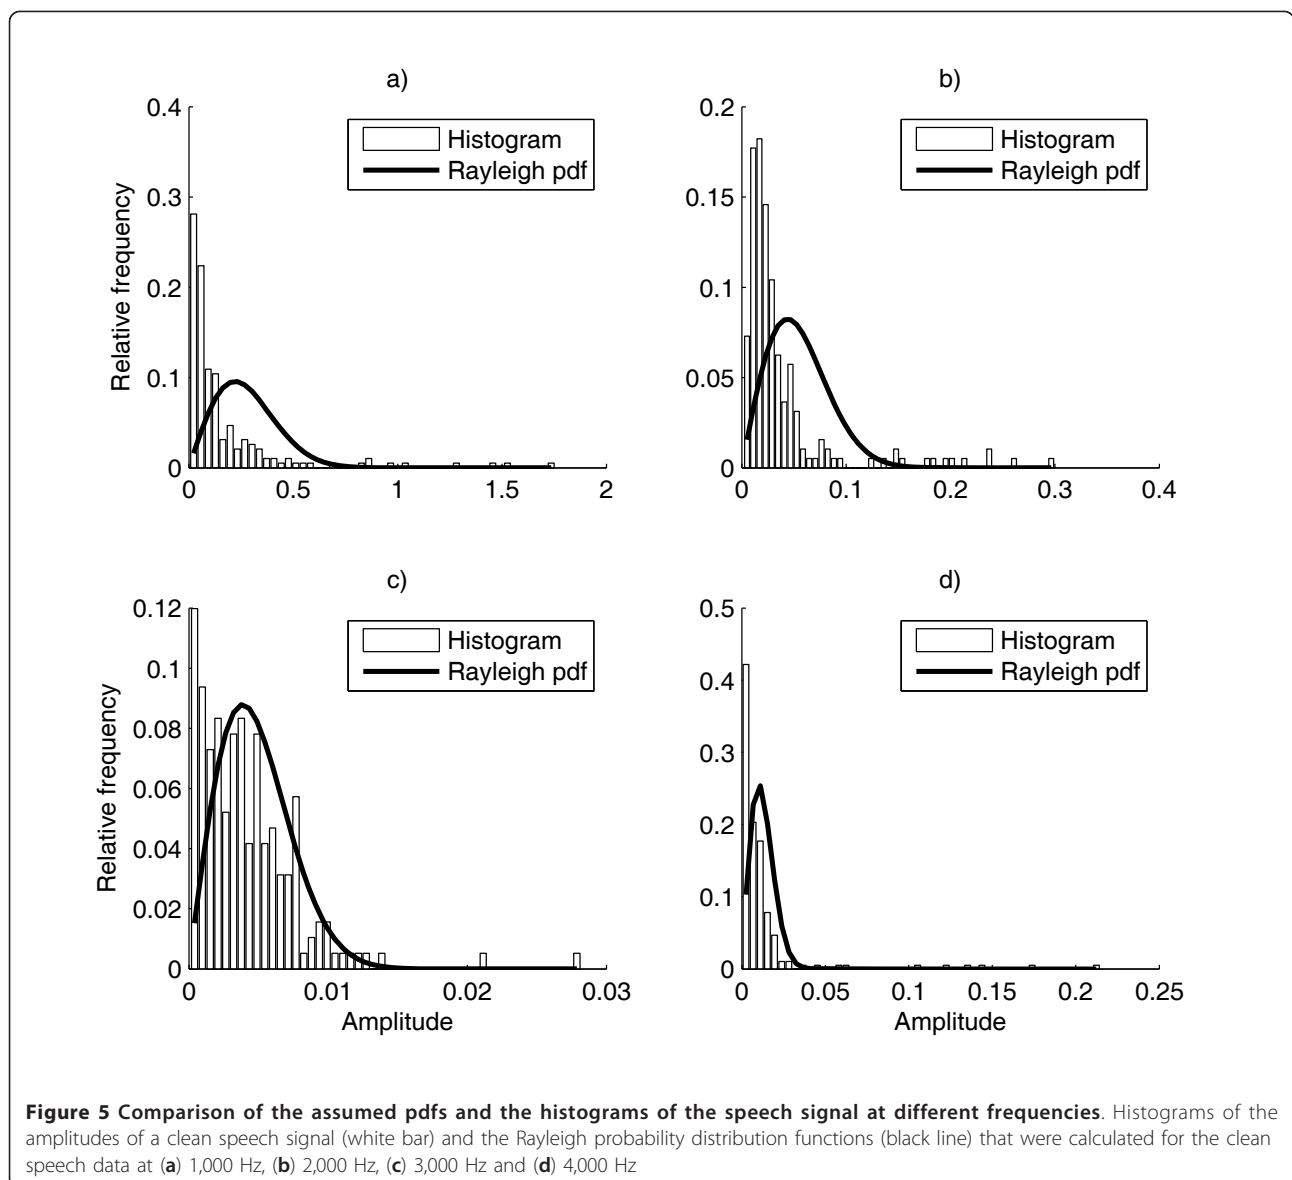 a)
0.4
0.3
0.2
0.1
0
Relative frequency
Histogram
Rayleigh pdf
0 0.5 1 1.5 2
b)
0.2
0.15
0.1
0.05
0
Histogram
Rayleigh pdf
0 0.1 0.2 0.3 0.4
c)
0.12
0.1
0.08
0.06
0.04
0.02
0
Relative frequency
Histogram
Rayleigh pdf
0 0.01 0.02 0.03
Amplitude
d)
0.5
0.4
0.3
0.2
0.1
0
Histogram
Rayleigh pdf
0 0.05 0.1 0.15 0.2 0.25
Amplitude
Figure 5 Comparison of the assumed pdfs and the histograms of the speech signal at different frequencies. Histograms of the
amplitudes of a clean speech signal (white bar) and the Rayleigh probability distribution functions (black line) that were calculated for the clean
speech data at (a) 1,000 Hz, (b) 2,000 Hz, (c) 3,000 Hz and (d) 4,000 Hz